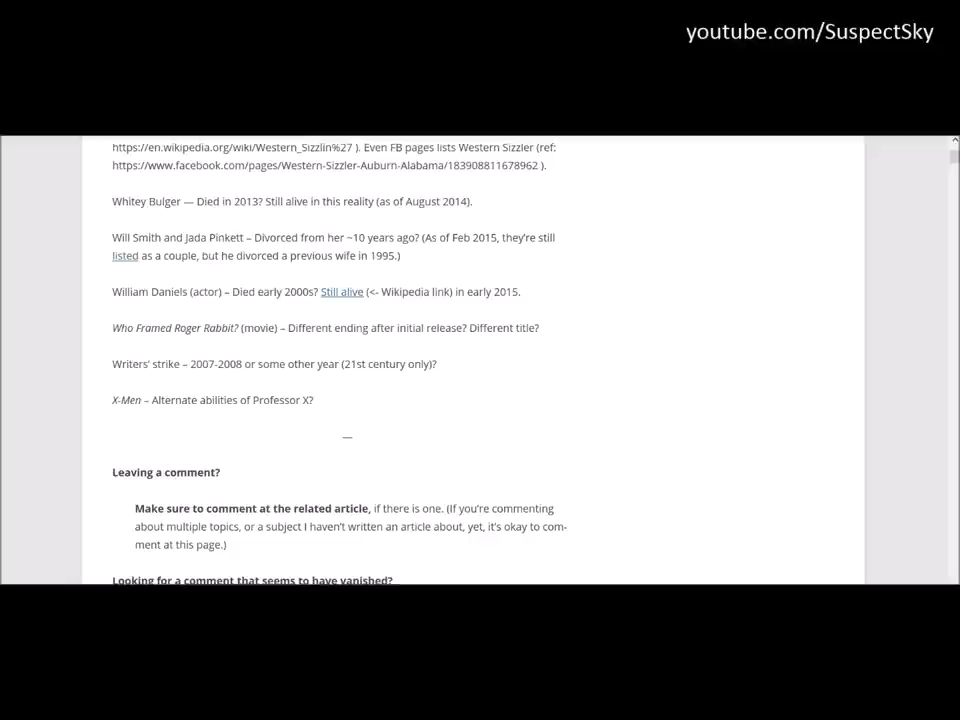 youtube.com/SuspectSky
https://en.wikipedia.org/wiki/Western_Sizzlin%27 ). Even FB pages lists Western Sizzler (ref:
https://www.facebook.com/pages/Western-Sizzler-Auburn-Alabama/183908811678962 ).
Whitey Bulger — Died in 2013? Still alive in this reality (as of August 2014).
Will Smith and Jada Pinkett – Divorced from her ~10 years ago? (As of Feb 2015, they're still
listed as a couple, but he divorced a previous wife in 1995.)
William Daniels (actor) – Died early 2000s? Still alive (<- Wikipedia link) in early 2015.
Who Framed Roger Rabbit? (movie) – Different ending after initial release? Different title?
Writers' strike – 2007-2008 or some other year (21st century only)?
X-Men – Alternate abilities of Professor X?
—
Leaving a comment?
Make sure to comment at the related article, if there is one. (If you're commenting
about multiple topics, or a subject I haven't written an article about, yet, it's okay to com-
ment at this page.)
Looking for a comment that seems to have vanished?